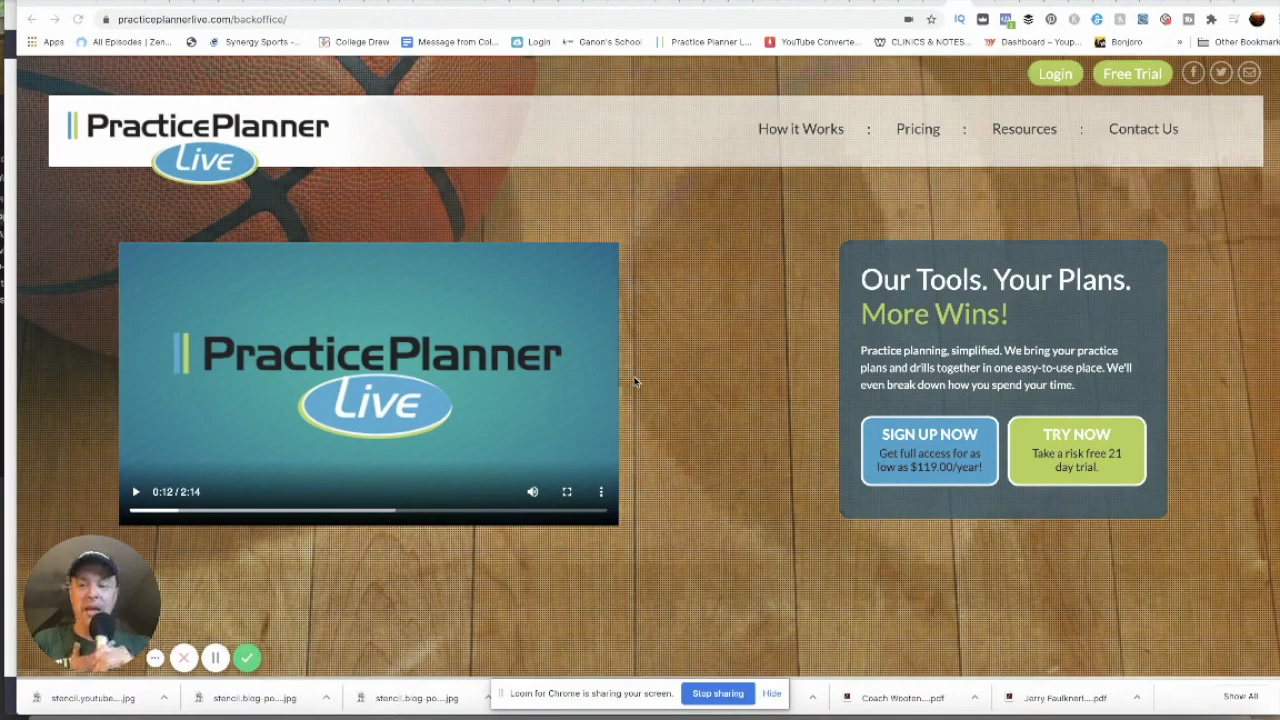 practiceplannerlive.com/backoffice/
Apps
All Episodes | Zen...
Synergy Sports -...
College Drew
Message from Col...
Login
Ganon's School
Practice Planner L...
YouTube Converte...
CLINICS & NOTES...
Dashboard – Youp...
Bonjoro
»
Other Bookmark
Login
Free Trial
PracticePlanner
Live
How it Works : Pricing : Resources : Contact Us
PracticePlanner
Live
0:12 / 2:14
Our Tools. Your Plans.
More Wins!
Practice planning, simplified. We bring your practice
plans and drills together in one easy-to-use place. We'll
even break down how you spend your time.
SIGN UP NOW
Get full access for as
low as $119.00/year!
TRY NOW
Take a risk free 21
day trial.
stencil.youtube....jpg
stencil.blog-po....jpg
stencil.blog-po....jpg
Loom for Chrome is sharing your screen.
Stop sharing
Hide
Coach Wooten....pdf
Jerry Faulkner....pdf
Show All